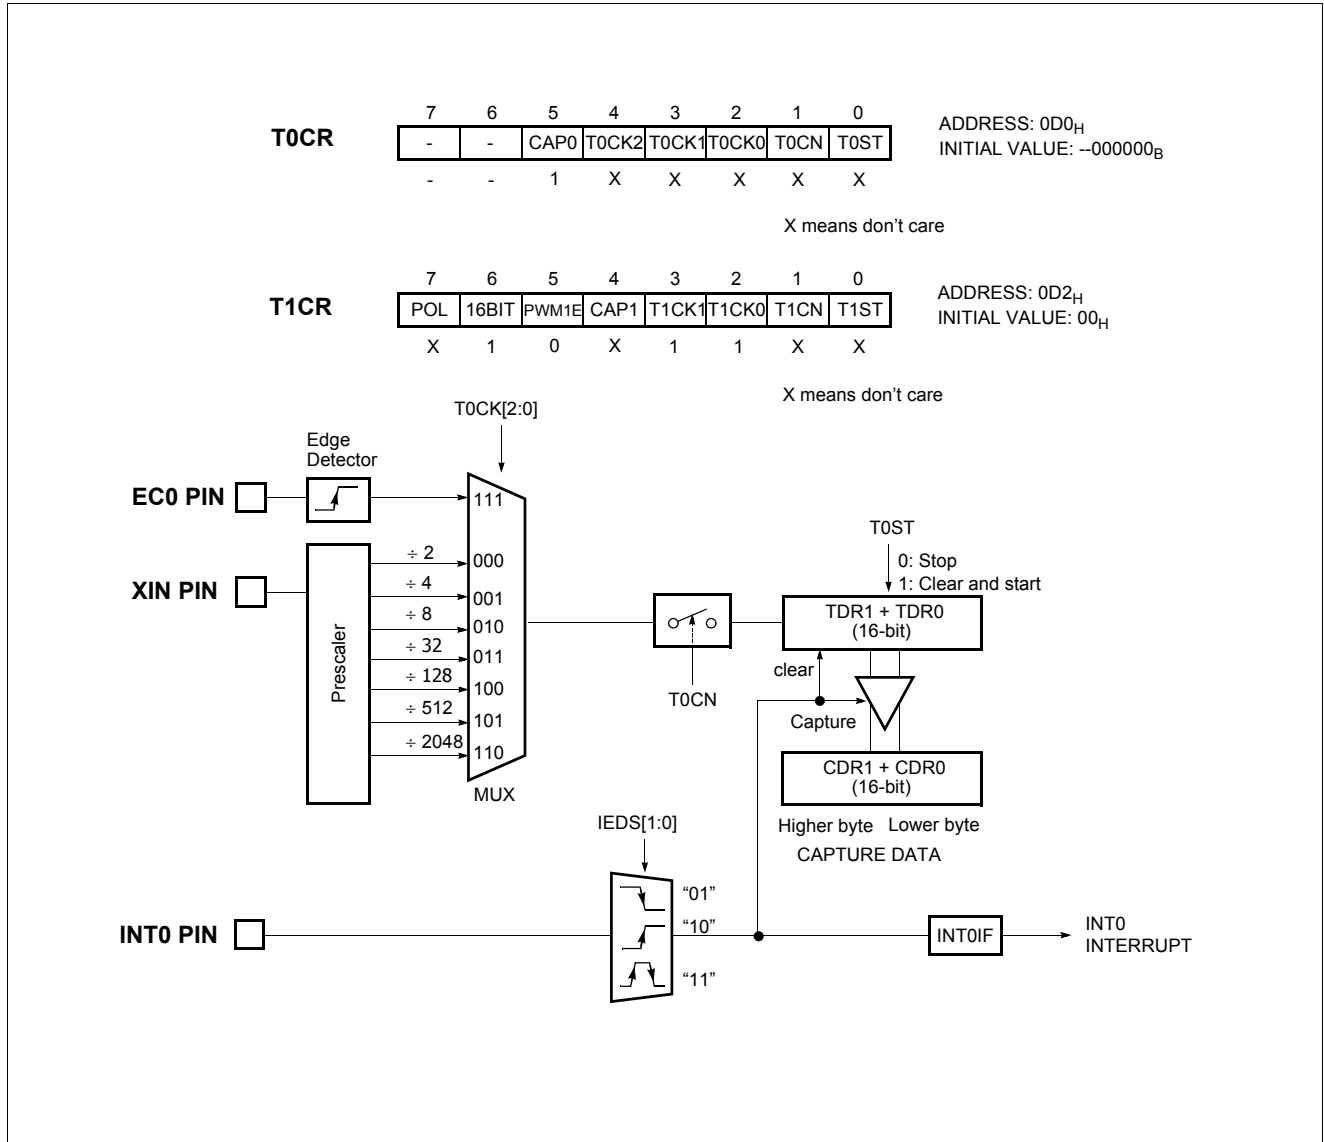 7 6 5 4 3 2 1 0
T0CR
- - CAP0 T0CK2 T0CK1 T0CK0 T0CN T0ST
ADDRESS: 0D0H
INITIAL VALUE: --000000B
- - 1 X X X X X
X means don't care
7 6 5 4 3 2 1 0
T1CR
POL 16BIT PWM1E CAP1 T1CK1 T1CK0 T1CN T1ST
ADDRESS: 0D2H
INITIAL VALUE: 00H
X 1 0 X 1 1 X X
X means don't care
T0CK[2:0]
Edge
Detector
EC0 PIN
111
XIN PIN
Prescaler
÷ 2
000
÷ 4
001
÷ 8
010
÷ 32
011
÷ 128
100
÷ 512
101
÷ 2048
110
MUX
T0CN
T0ST
0: Stop
1: Clear and start
TDR1 + TDR0
(16-bit)
clear
Capture
CDR1 + CDR0
(16-bit)
Higher byte Lower byte
CAPTURE DATA
IEDS[1:0]
“01”
INT0 PIN
“10”
“11”
INT0IF
INT0
INTERRUPT